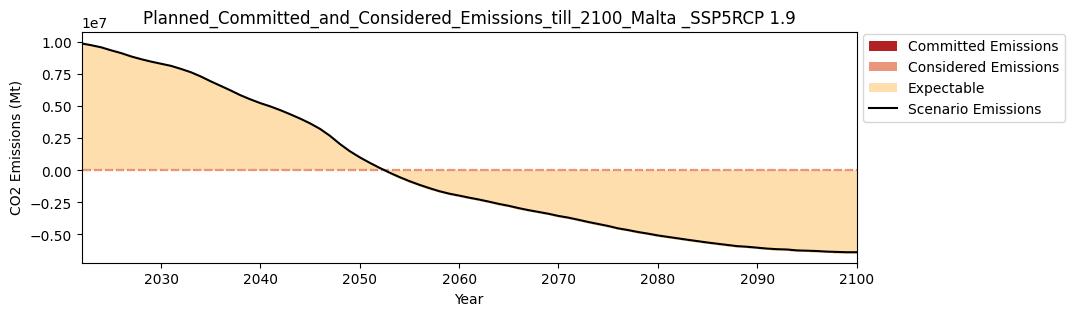 Planned_Committed_and_Considered_Emissions_till_2100_Malta _SSP5RCP 1.9
1e7
1.00
0.75
0.50
0.25
0.00
−0.25
−0.50
CO2 Emissions (Mt)
2030 2040 2050 2060 2070 2080 2090 2100
Year
Committed Emissions
Considered Emissions
Expectable
Scenario Emissions